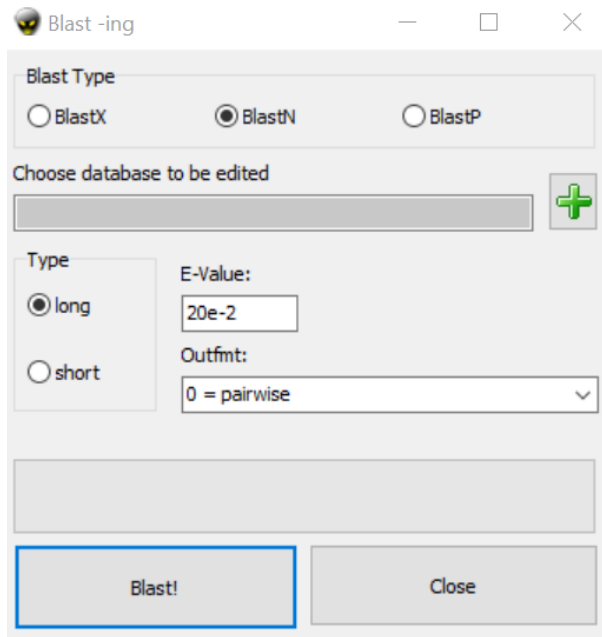 Blast -ing
Blast Type
BlastX BlastN BlastP
Choose database to be edited
Type
E-Value:
long
20e-2
Outfmt:
short
0 = pairwise
Blast! Close